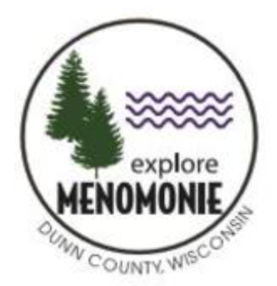 explore
MENOMONIE
DUNN COUNTY, WISCONSIN